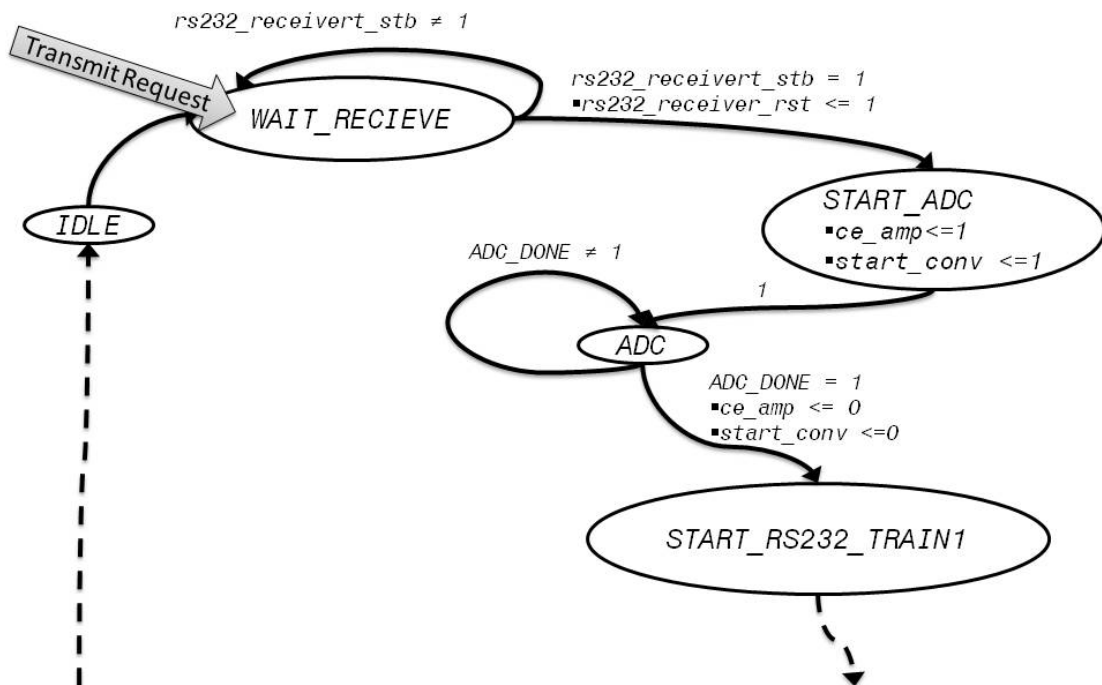 rs232_receivert_stb ≠ 1
Transmit Request
WAIT_RECIEVE
rs232_receivert_stb = 1
▪rs232_receiver_rst <= 1
IDLE
START_ADC
▪ce_amp<=1
▪start_conv <=1
ADC_DONE ≠ 1
1
ADC
ADC_DONE = 1
▪ce_amp <= 0
▪start_conv <=0
START_RS232_TRAIN1